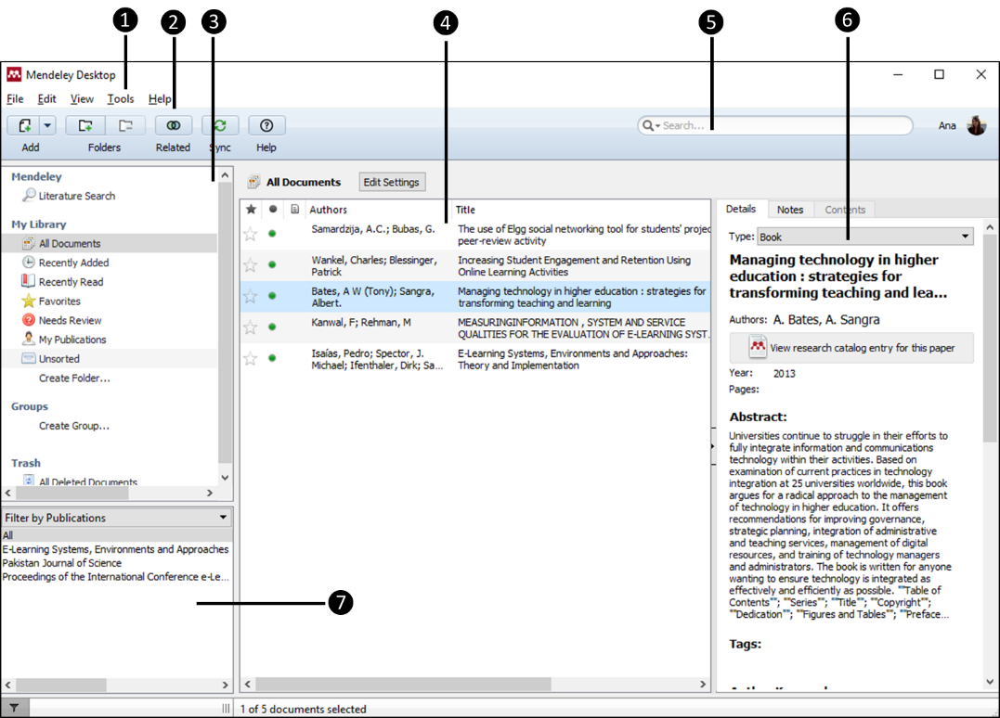 1 2 3 4 5 6
Mendeley Desktop
File Edit View Tools Help
Search...
Ana
Add Folders Related Sync Help
Mendeley
Literature Search
My Library
All Documents
Recently Added
Recently Read
Favorites
Needs Review
My Publications
Unsorted
Create Folder...
Groups
Create Group...
Trash
All Deleted Documents
Filter by Publications
All
E-Learning Systems, Environments and Approaches
Pakistan Journal of Science
Proceedings of the International Conference e-Le...
7
All Documents Edit Settings
Authors Title
Samardzija, A.C.; Bubas, G. The use of Elgg social networking tool for students' projec
peer-review activity
Wankel, Charles; Blessinger, Increasing Student Engagement and Retention Using
Patrick Online Learning Activities
Bates, A W (Tony); Sangra, Managing technology in higher education : strategies for
Albert. transforming teaching and learning
Kanwal, F; Rehman, M MEASURINGINFORMATION , SYSTEM AND SERVICE
QUALITIES FOR THE EVALUATION OF E-LEARNING SYST...
Isaías, Pedro; Spector, J. E-Learning Systems, Environments and Approaches:
Michael; Ifenthaler, Dirk; Sa... Theory and Implementation
Details Notes Contents
Type: Book
Managing technology in higher
education : strategies for
transforming teaching and lea...
Authors: A. Bates, A. Sangra
View research catalog entry for this paper
Year: 2013
Pages:
Abstract:
Universities continue to struggle in their efforts to
fully integrate information and communications
technology within their activities. Based on
examination of current practices in technology
integration at 25 universities worldwide, this book
argues for a radical approach to the management
of technology in higher education. It offers
recommendations for improving governance,
strategic planning, integration of administrative
and teaching services, management of digital
resources, and training of technology managers
and administrators. The book is written for anyone
wanting to ensure technology is integrated as
effectively and efficiently as possible. ""Table of
Contents""; ""Series""; ""Title""; ""Copyright"";
""Dedication""; ""Figures and Tables""; ""Preface...
Tags:
1 of 5 documents selected